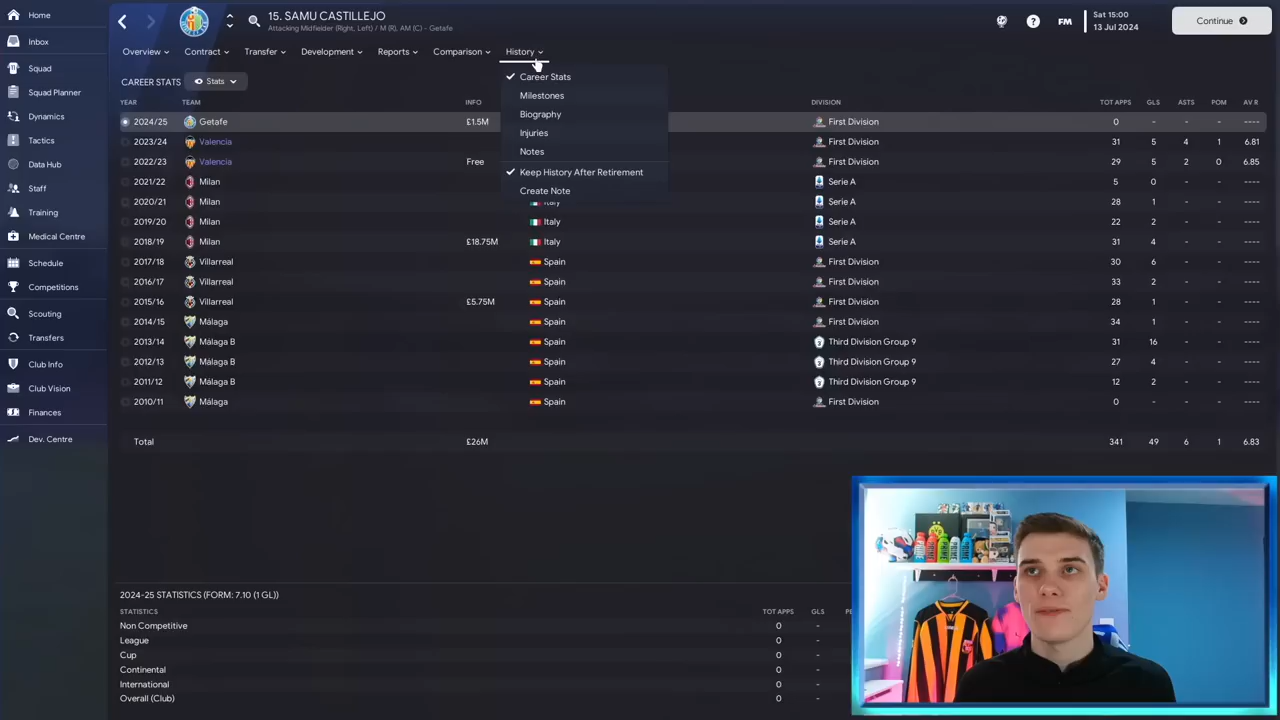 15. SAMU CASTILLEJO
Attacking Midfielder (Right, Left) / M (R), AM (C) - Getafe
FM
Sat 15:00
13 Jul 2024
Continue
Home
Inbox
Squad
Squad Planner
Dynamics
Tactics
Data Hub
Staff
Training
Medical Centre
Schedule
Competitions
Scouting
Transfers
Club Info
Club Vision
Finances
Dev. Centre
Overview Contract Transfer Development Reports Comparison History
CAREER STATS Stats
Career Stats
Milestones
Biography
Injuries
Notes
Keep History After Retirement
Create Note
YEAR TEAM INFO DIVISION TOT APPS GLS ASTS POM AV R
2024/25 Getafe £1.5M First Division 0 - - - ----
2023/24 Valencia First Division 31 5 4 1 6.81
2022/23 Valencia Free First Division 29 5 2 0 6.85
2021/22 Milan Serie A 5 0 - - ----
2020/21 Milan Italy Serie A 28 1 - - ----
2019/20 Milan Italy Serie A 22 2 - - ----
2018/19 Milan £18.75M Italy Serie A 31 4 - - ----
2017/18 Villarreal Spain First Division 30 6 - - ----
2016/17 Villarreal Spain First Division 33 2 - - ----
2015/16 Villarreal £5.75M Spain First Division 28 1 - - ----
2014/15 Málaga Spain First Division 34 1 - - ----
2013/14 Málaga B Spain Third Division Group 9 31 16 - - ----
2012/13 Málaga B Spain Third Division Group 9 27 4 - - ----
2011/12 Málaga B Spain Third Division Group 9 12 2 - - ----
2010/11 Málaga Spain First Division 0 - - - ----
Total £26M 341 49 6 1 6.83
2024-25 STATISTICS (FORM: 7.10 (1 GL))
STATISTICS TOT APPS GLS
Non Competitive 0 -
League 0 -
Cup 0 -
Continental 0 -
International 0 -
Overall (Club) 0 -